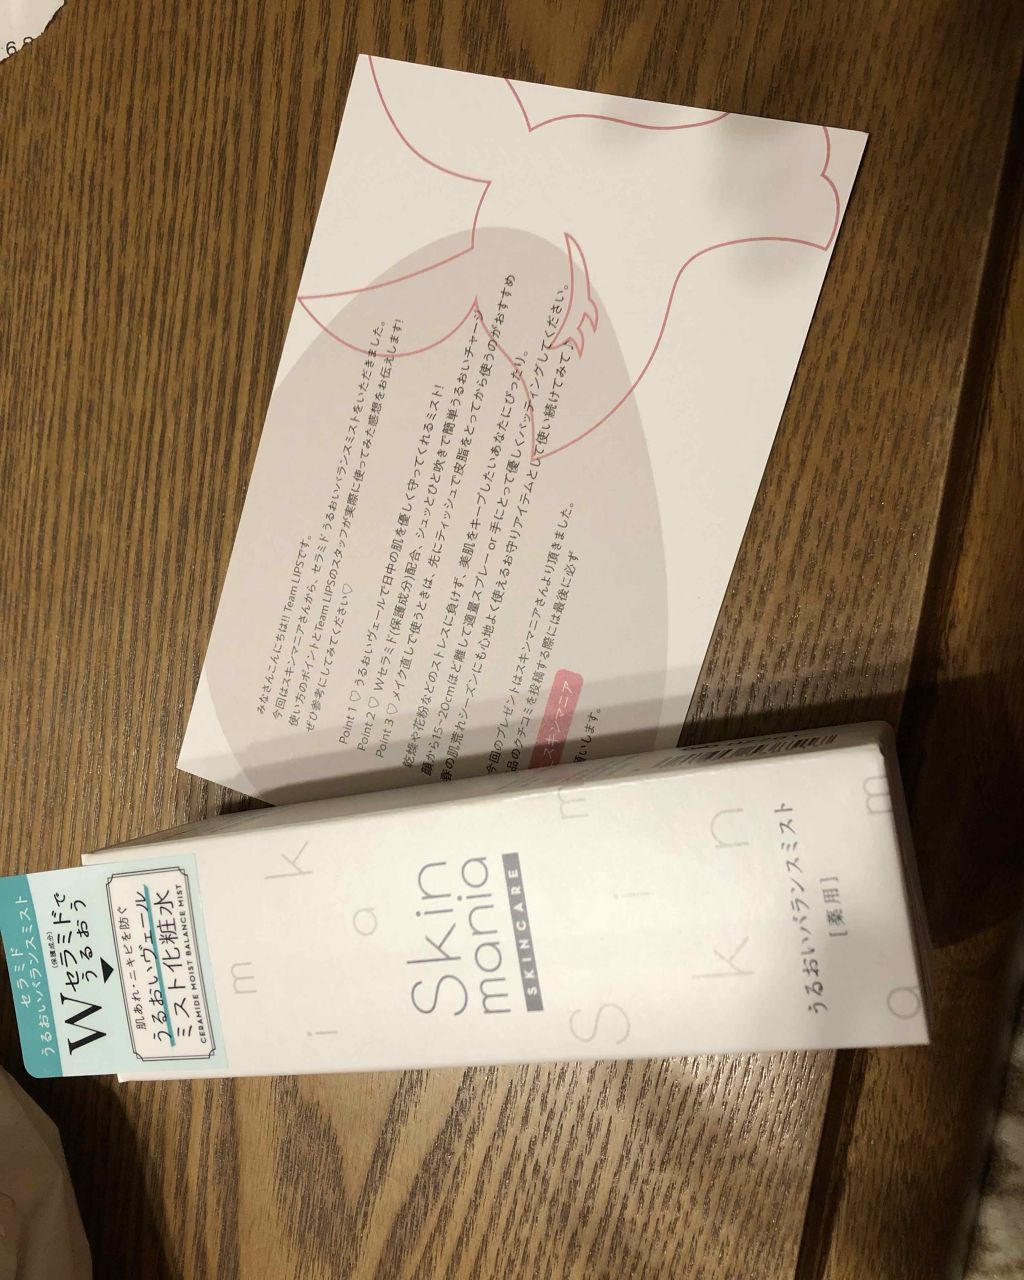 みなさんこんにちは!! Team LIPSです。
今回はスキンマニアさんから、セラミド うるおいバランスミストをいただきました。
使い方のポイントとTeam LIPSのスタッフが実際に使ってみた感想をお伝えします!
ぜひ参考にしてみてください♡
Point 1 ♡ うるおいヴェールで日中の肌を優しく守ってくれるミスト!
Point 2 ♡ Wセラミド(保護成分)配合、シュッとひと吹きで簡単うるおいチャージ
Point 3 ♡ メイク直しで使うときは、先にティッシュで皮脂をとってから使うのがおすすめ
乾燥や花粉などのストレスに負けず、美肌をキープしたいあなたにぴったり。
顔から15~20cmほど離して適量スプレー or 手にとって優しくパッティングしてください。
春の肌荒れシーズンにも心地よく使えるお守りアイテムとして使い続けてみて♪
今回のプレゼントはスキンマニアさんより頂きました。
品のクチコミを投稿する際には最後に必ず
スキンマニア
願いします。
セラミド
うるおいバランスミスト
Wセラミドで
(保護成分)
うるおう
肌あれ・ニキビを防ぐ
うるおいヴェール
ミスト化粧水
CERAMIDE MOIST BALANCE MIST
Skin
mania
SKINCARE
うるおいバランスミスト
[薬用]